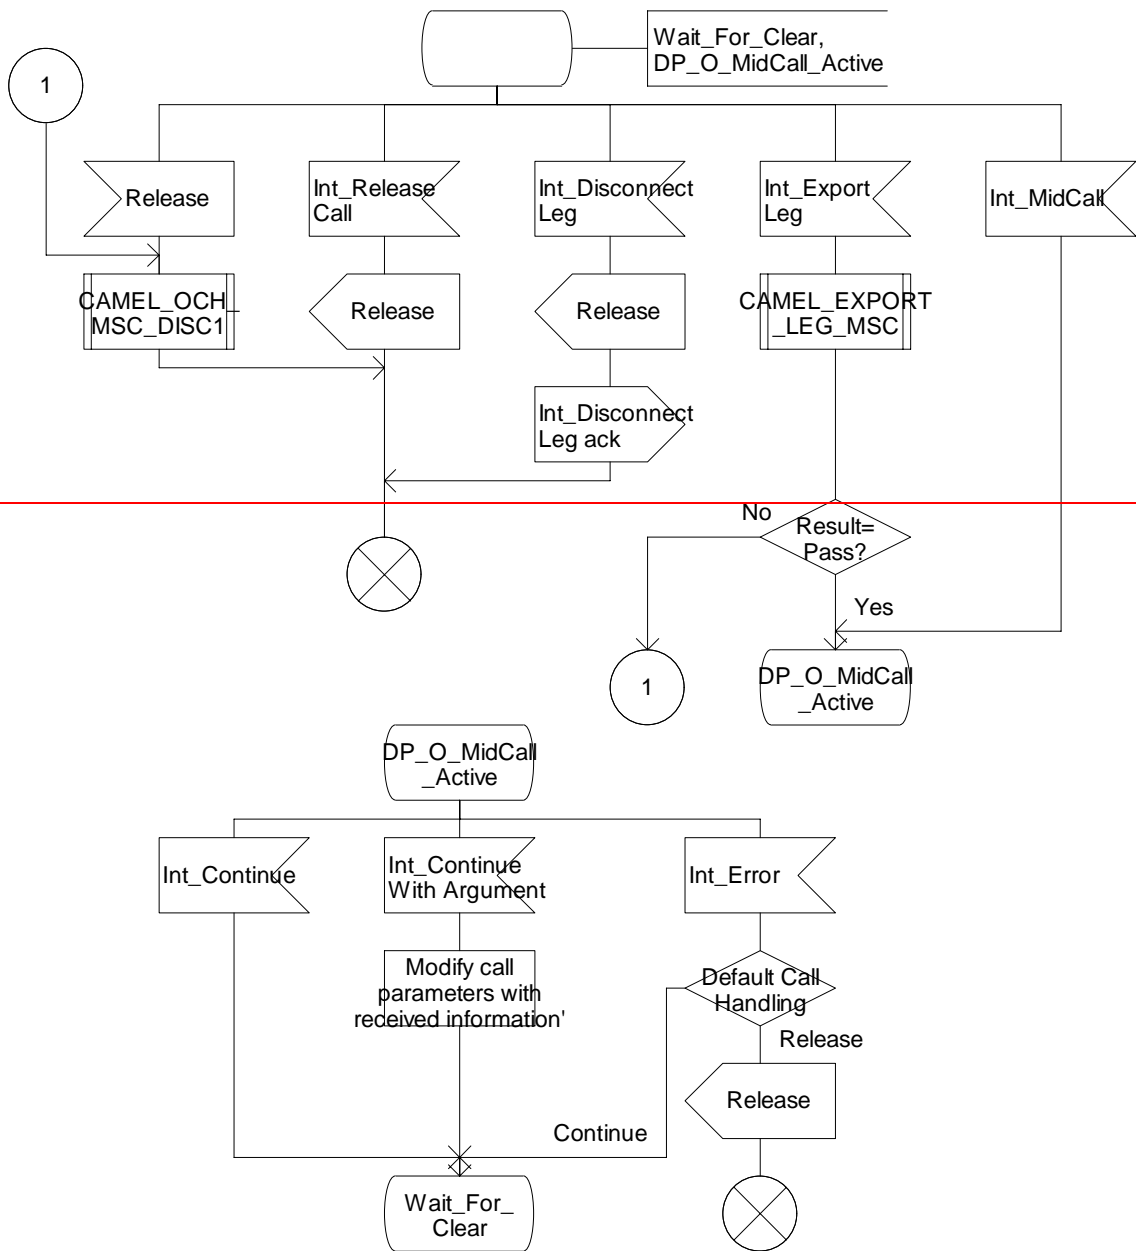 Wait_For_Clear,
DP_O_MidCall_Active
1
Release
Int_Release
Call
Int_Disconnect
Leg
Int_Export
Leg
Int_MidCall
CAMEL_OCH_
MSC_DISC1
Release
Release
CAMEL_EXPORT
_LEG_MSC
Int_Disconnect
Leg ack
No
Result=
Pass?
Yes
1
DP_O_MidCall
_Active
DP_O_MidCall
_Active
Int_Continue
Int_Continue
With Argument
Int_Error
Modify call
parameters with
received information'
Default Call
Handling
Release
Release
Continue
Wait_For_
Clear